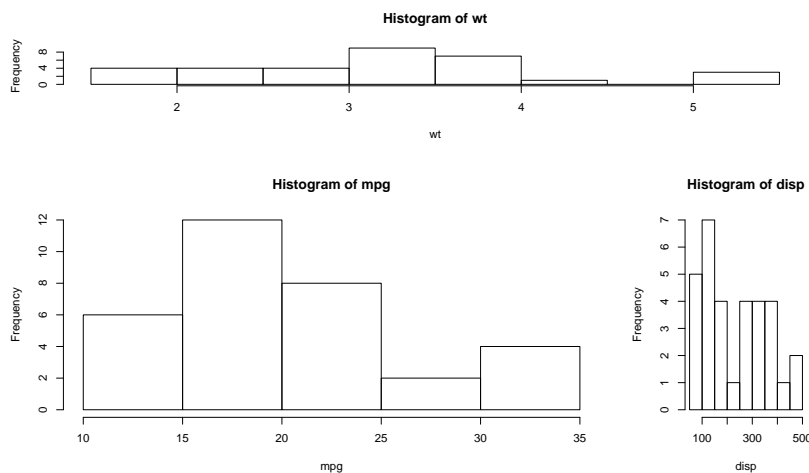 Histogram of wt
Frequency
0 4 8
2 3 4 5
wt
Histogram of mpg
Frequency
0 2 4 6 8 10 12
10 15 20 25 30 35
mpg
Histogram of disp
Frequency
0 1 2 3 4 5 6 7
100 300 500
disp